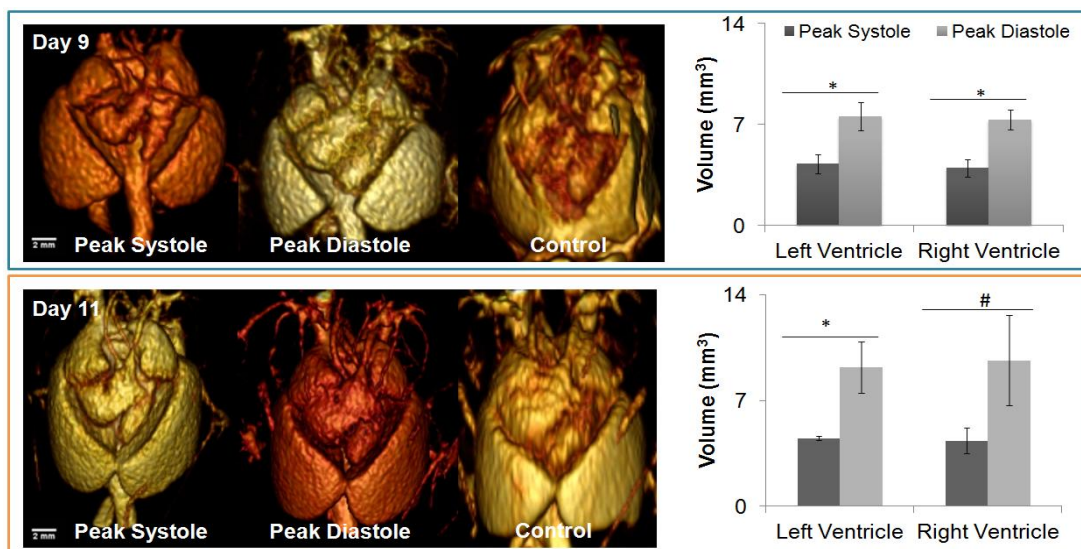 Day 9
Peak Systole
Peak Diastole
Control
2 mm
14
7
0
Volume (mm³)
Peak Systole
Peak Diastole
*
*
Left Ventricle
Right Ventricle
Day 11
Peak Systole
Peak Diastole
Control
2 mm
14
7
0
Volume (mm³)
*
#
Left Ventricle
Right Ventricle